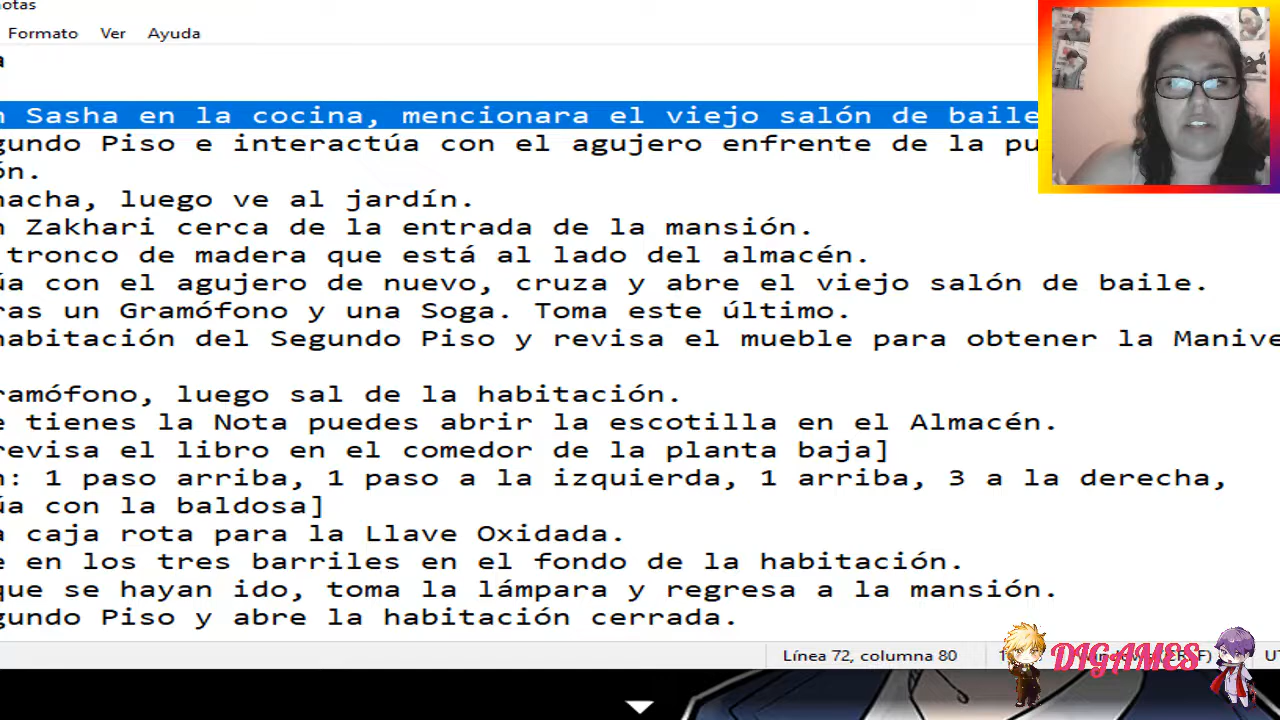 otas
Formato Ver Ayuda
a
n Sasha en la cocina, mencionara el viejo salón de baile
gundo Piso e interactúa con el agujero enfrente de la pu
ón.
hacha, luego ve al jardín.
n Zakhari cerca de la entrada de la mansión.
tronco de madera que está al lado del almacén.
úa con el agujero de nuevo, cruza y abre el viejo salón de baile.
ras un Gramófono y una Soga. Toma este último.
habitación del Segundo Piso y revisa el mueble para obtener la Manive
ramófono, luego sal de la habitación.
e tienes la Nota puedes abrir la escotilla en el Almacén.
revisa el libro en el comedor de la planta baja]
n: 1 paso arriba, 1 paso a la izquierda, 1 arriba, 3 a la derecha,
úa con la baldosa]
a caja rota para la Llave Oxidada.
e en los tres barriles en el fondo de la habitación.
que se hayan ido, toma la lámpara y regresa a la mansión.
gundo Piso y abre la habitación cerrada.
Línea 72, columna 80
DIGAMES